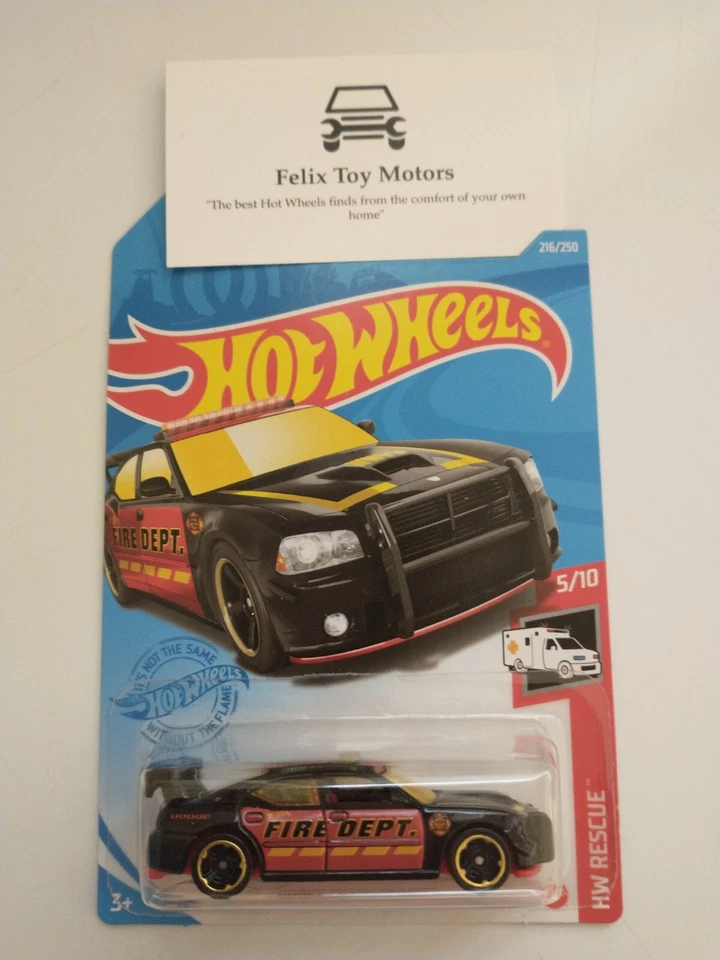 Felix Toy Motors
"The best Hot Wheels finds from the comfort of your own
home"
216/250
HOT WHEELS
FIRE DEPT.
5/10
IT'S NOT THE SAME
HOT WHEELS
WITHOUT THE FLAME
DODGE
FIRE DEPT.
HW RESCUE™
3+